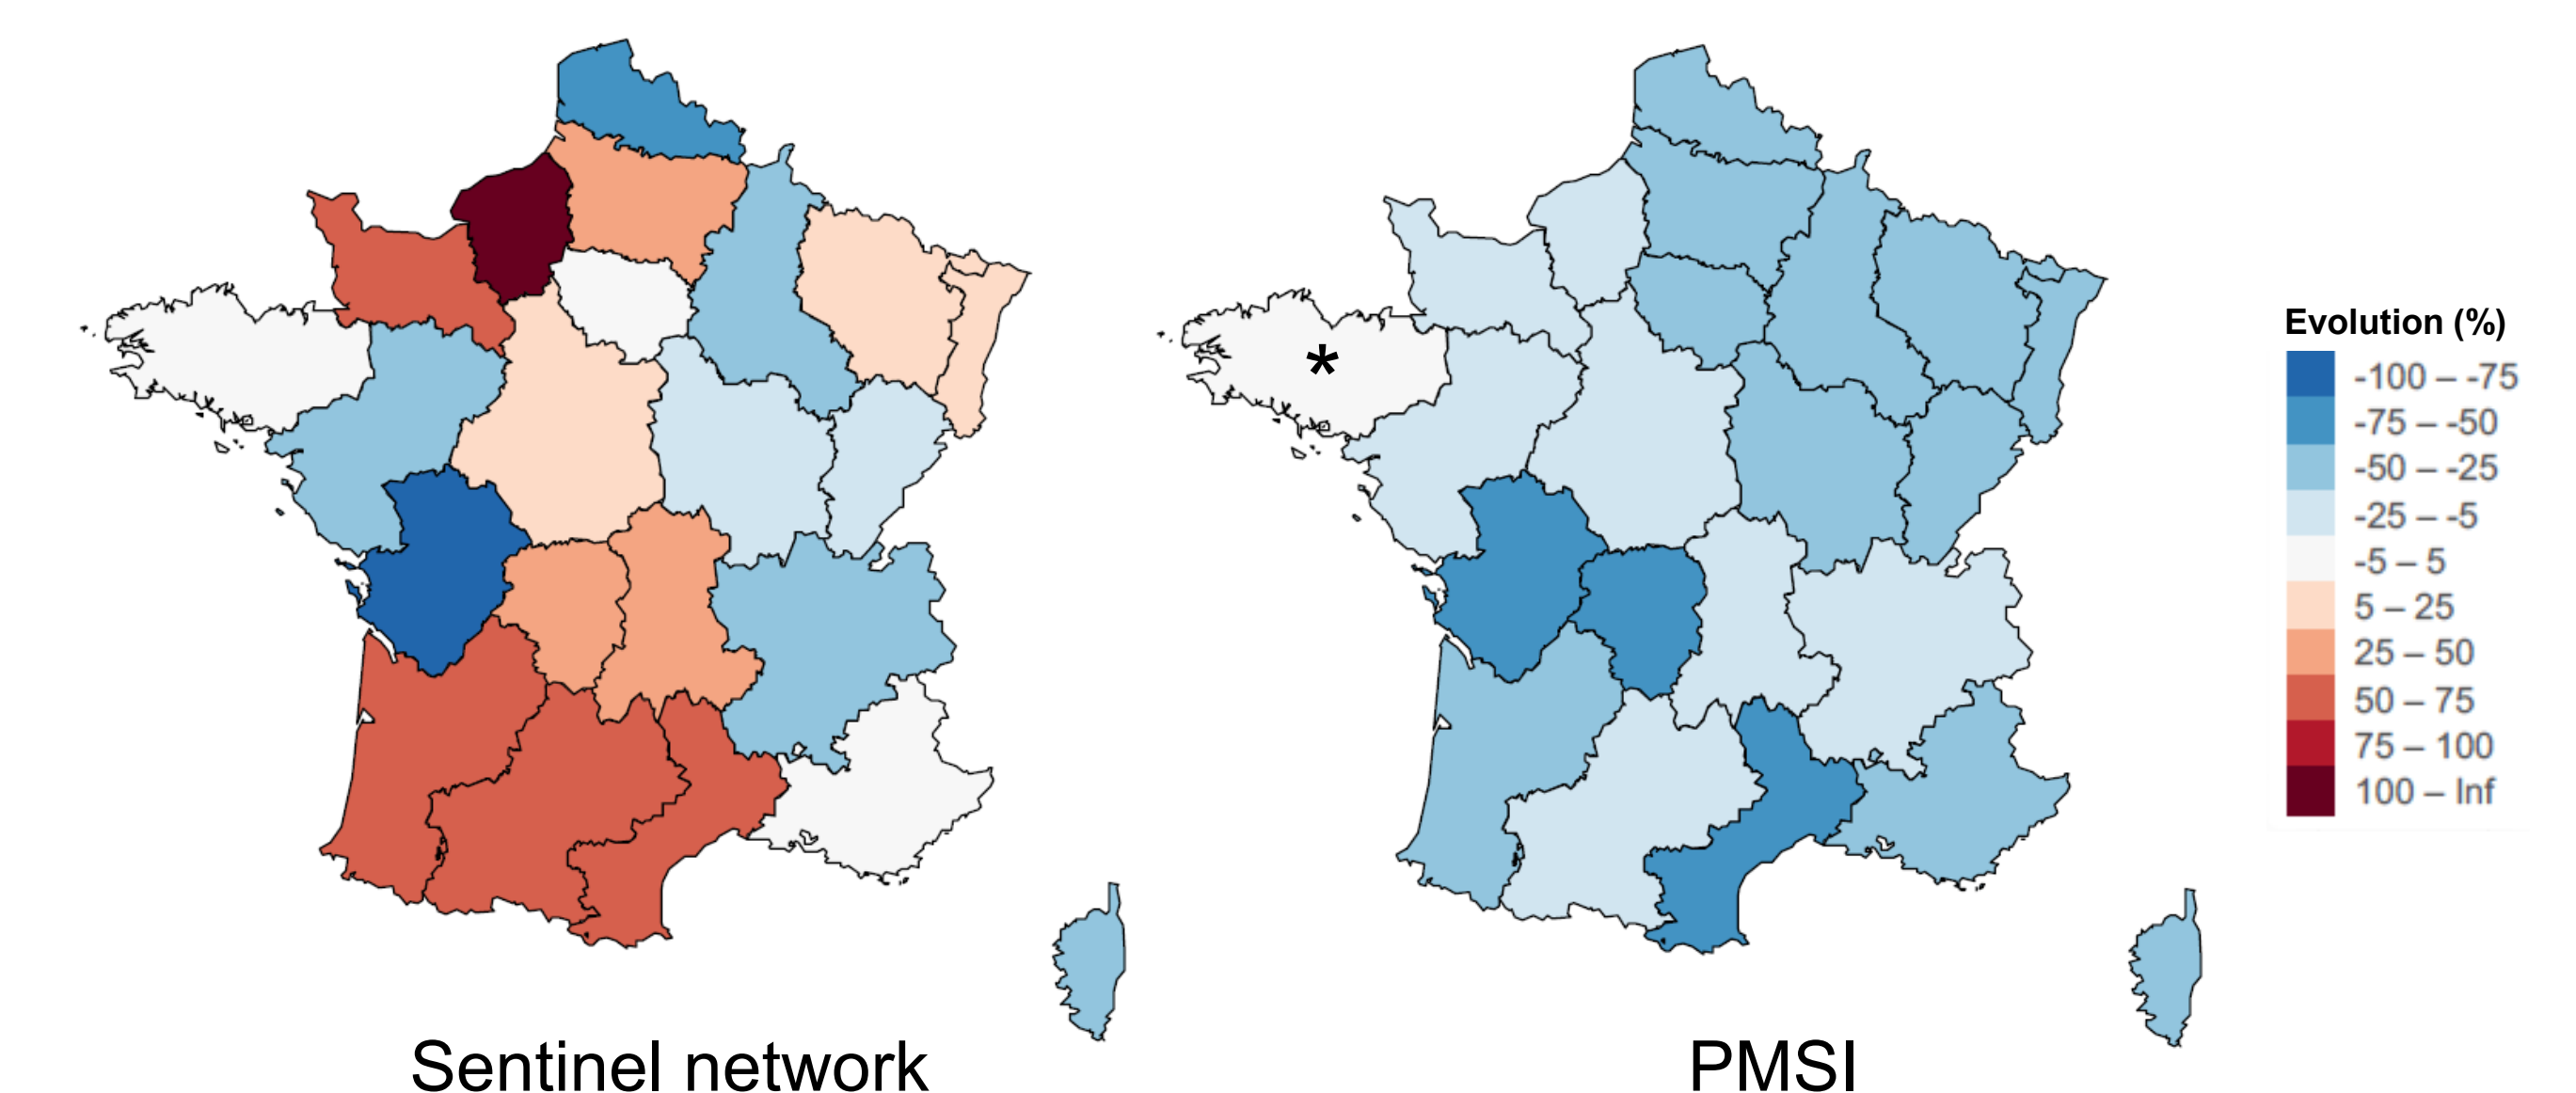 *
Evolution (%)
-100 – -75
-75 – -50
-50 – -25
-25 – -5
-5 – 5
5 – 25
25 – 50
50 – 75
75 – 100
100 – Inf
Sentinel network
PMSI